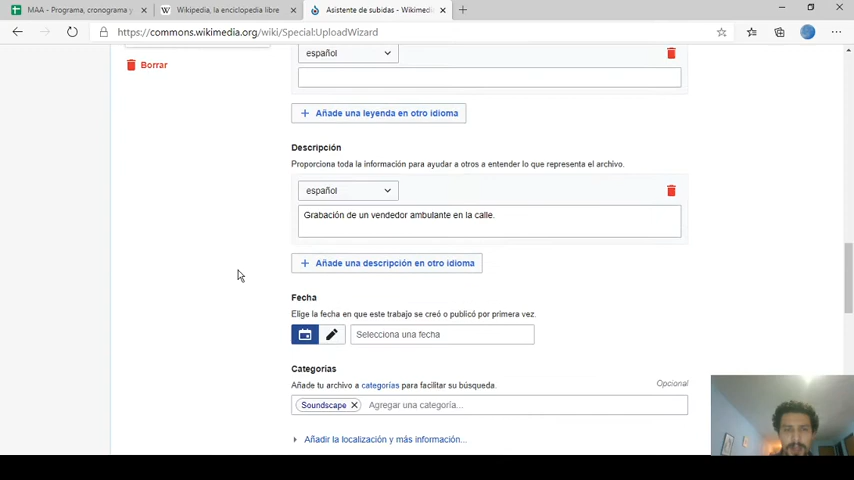 MAA - Programa, cronograma y
Wikipedia, la enciclopedia libre
Asistente de subidas - Wikimedi
https://commons.wikimedia.org/wiki/Special:UploadWizard
Borrar
español
+ Añade una leyenda en otro idioma
Descripción
Proporciona toda la información para ayudar a otros a entender lo que representa el archivo.
español
Grabación de un vendedor ambulante en la calle.
+ Añade una descripción en otro idioma
Fecha
Elige la fecha en que este trabajo se creó o publicó por primera vez.
Selecciona una fecha
Categorías
Añade tu archivo a categorías para facilitar su búsqueda.
Opcional
Soundscape
Agregar una categoría...
Añadir la localización y más información...